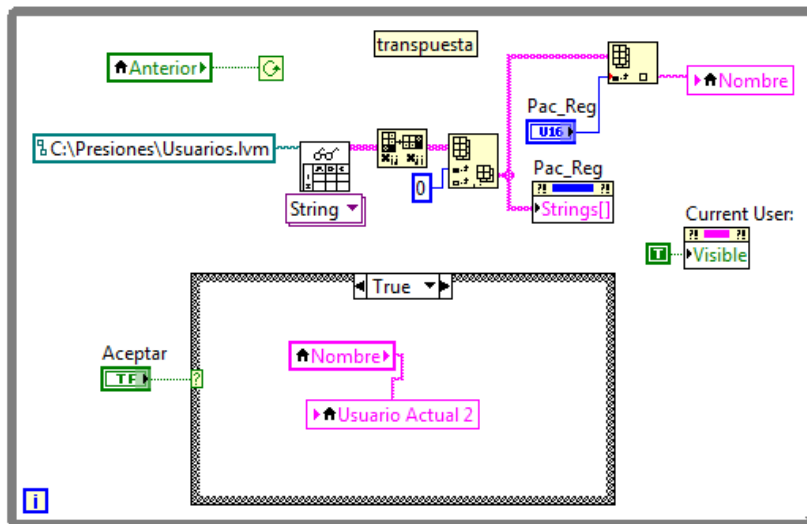 transpuesta
Anterior
Pac_Reg
Nombre
U16
C:\Presiones\Usuarios.lvm
0
Pac_Reg
String
Strings[]
Current User:
T
Visible
True
Aceptar
TF
?
Nombre
Usuario Actual 2
i